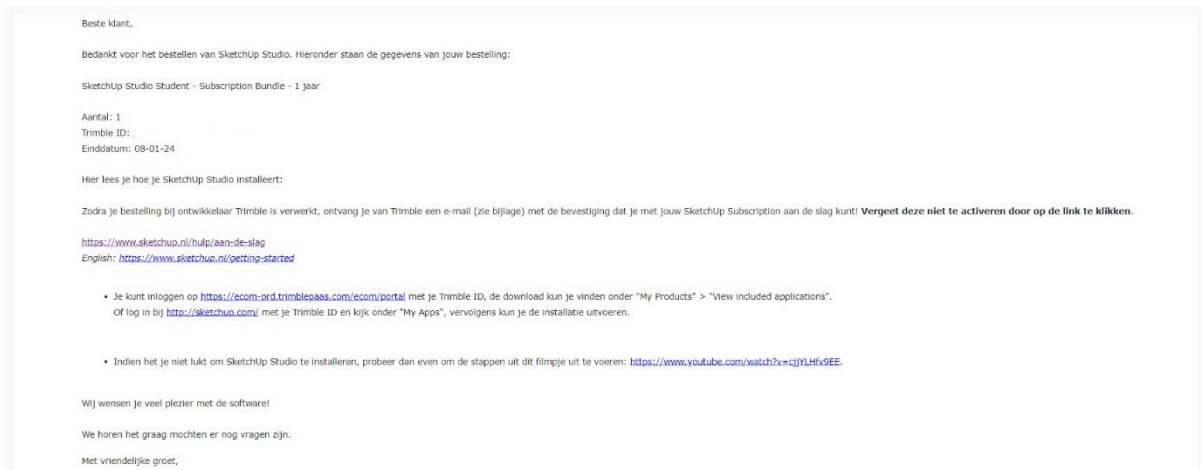 Beste klant,
Bedankt voor het bestellen van SketchUp Studio. Hieronder staan de gegevens van jouw bestelling:
SketchUp Studio Student - Subscription Bundle - 1 jaar
Aantal: 1
Trimble ID:
Einddatum: 08-01-24
Hier lees je hoe je SketchUp Studio installeert:
Zodra je bestelling bij ontwikkelaar Trimble is verwerkt, ontvang je van Trimble een e-mail (zie bijlage) met de bevestiging dat je met jouw SketchUp Subscription aan de slag kunt! Vergeet deze niet te activeren door op de link te klikken.
https://www.sketchup.nl/hulp/aan-de-slag
English: https://www.sketchup.nl/getting-started
• Je kunt inloggen op https://ecom-prd.trimblepaas.com/ecom/portal met je Trimble ID, de download kun je vinden onder "My Products" > "View included applications".
Of log in bij http://sketchup.com/ met je Trimble ID en kijk onder "My Apps", vervolgens kun je de installatie uitvoeren.
• Indien het je niet lukt om SketchUp Studio te installeren, probeer dan even om de stappen uit dit filmpje uit te voeren: https://www.youtube.com/watch?v=cjjYLHfv9EE.
Wij wensen je veel plezier met de software!
We horen het graag mochten er nog vragen zijn.
Met vriendelijke groet,